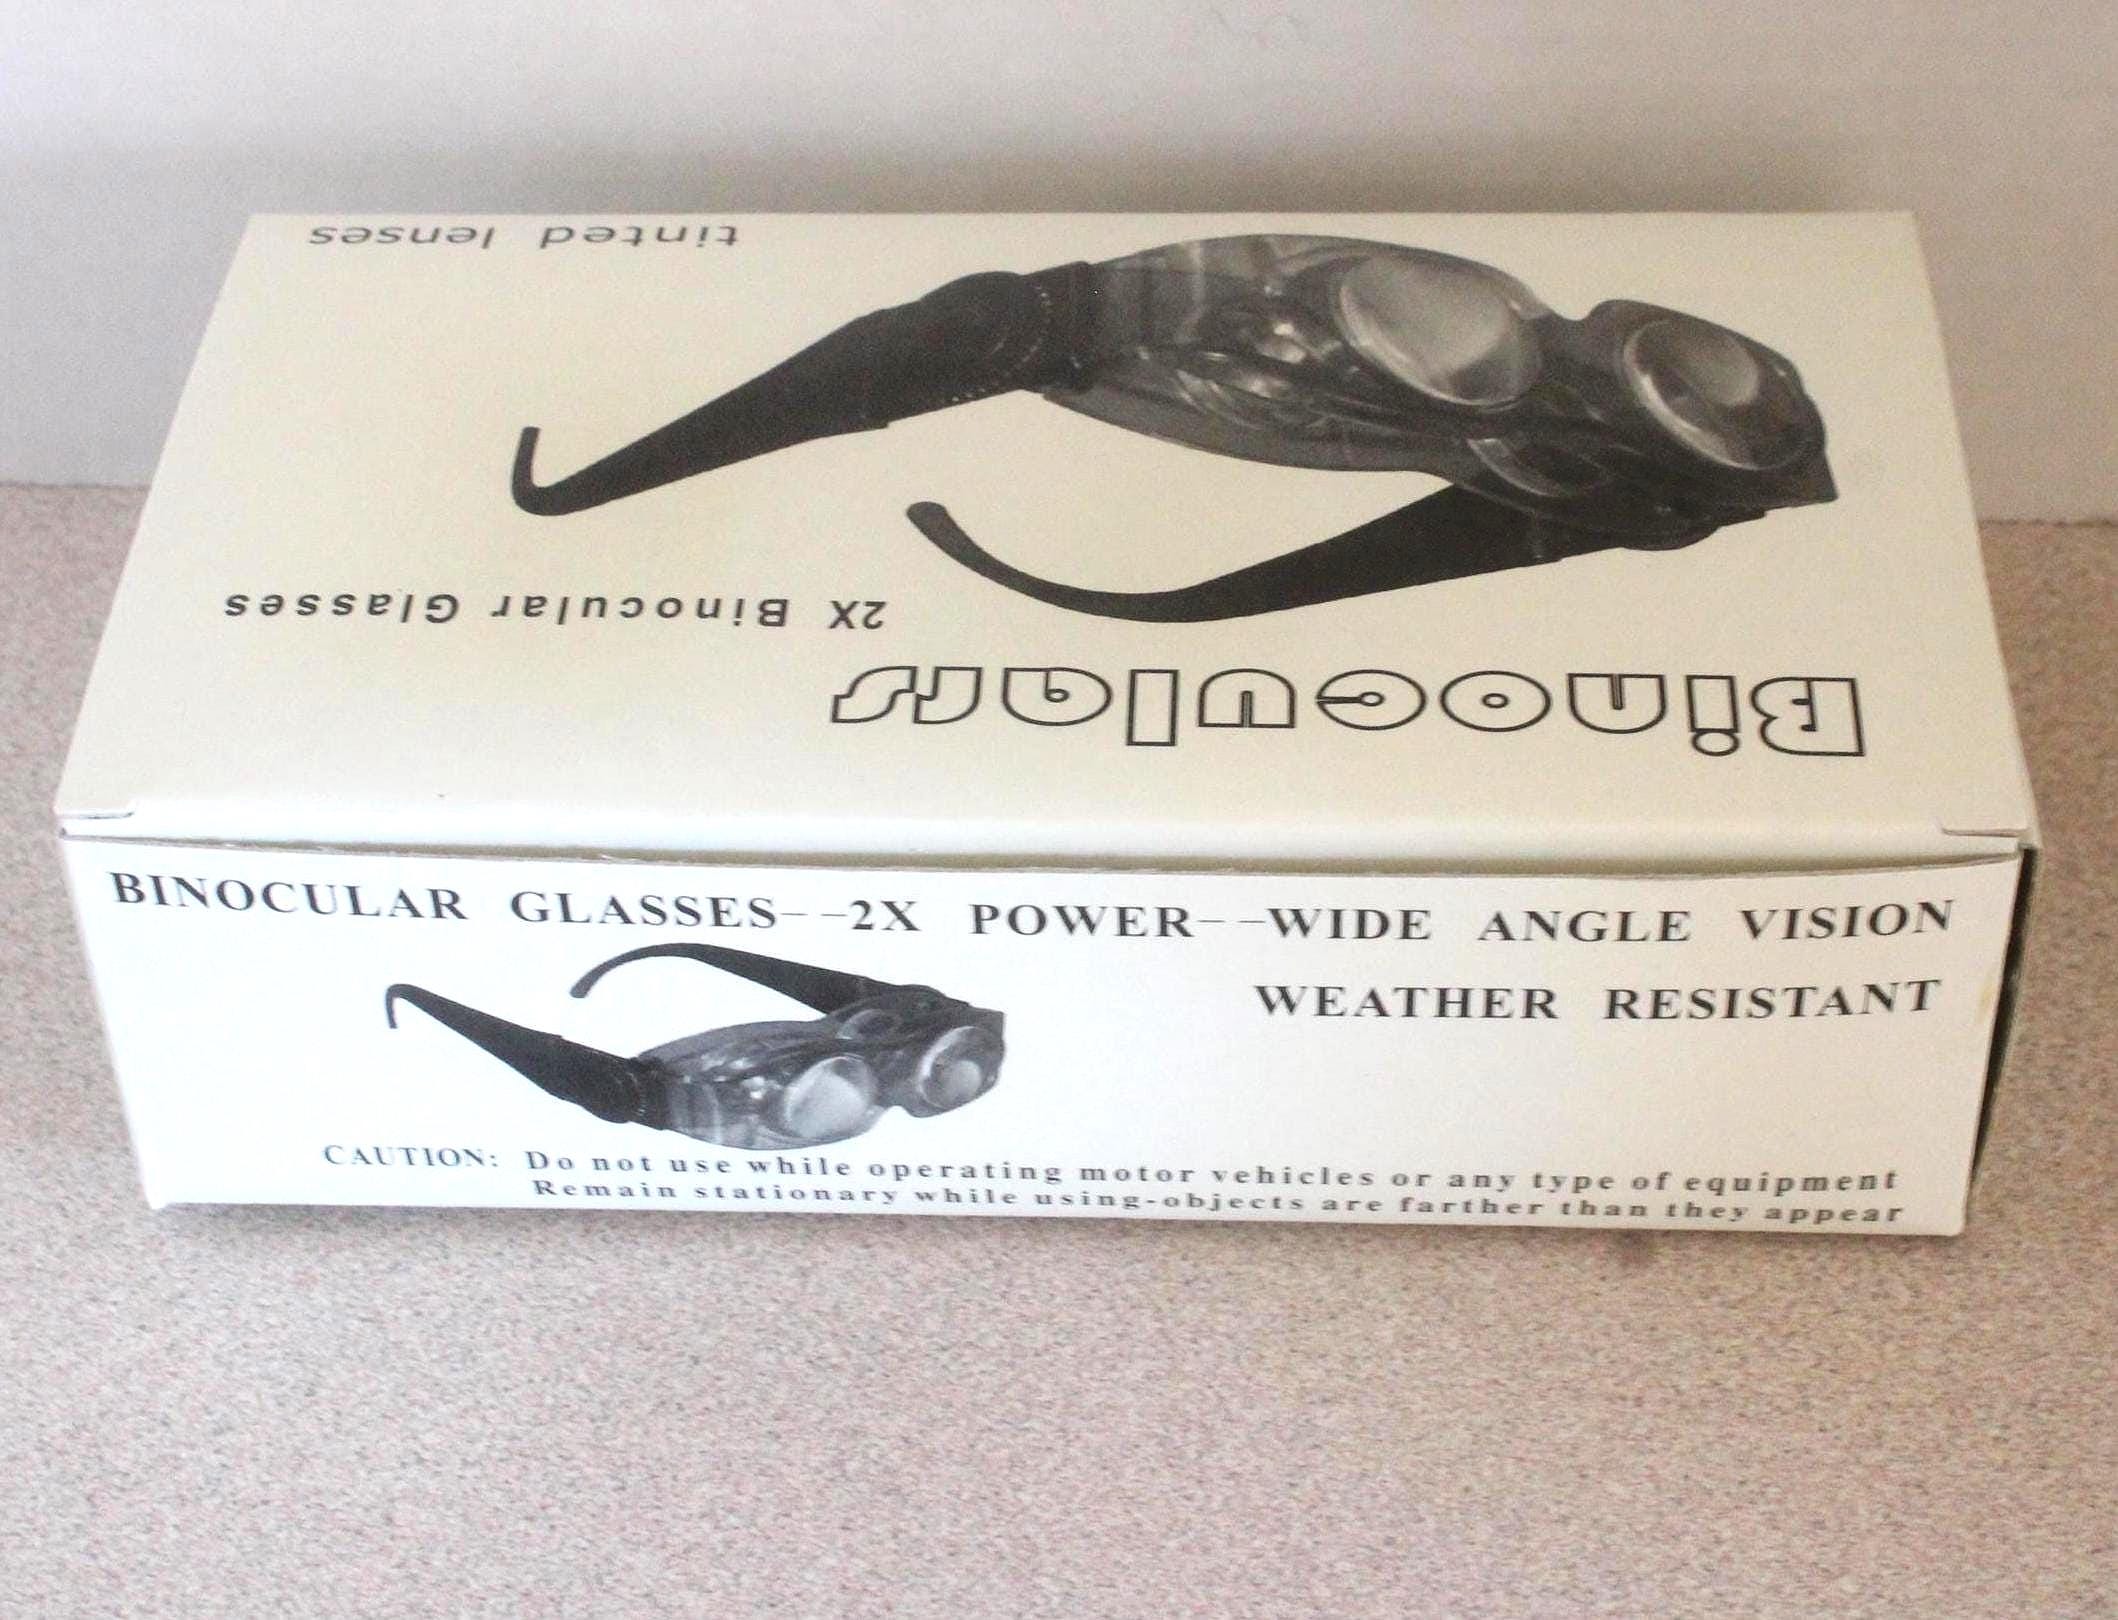 tinted lenses
2X Binocular Glasses
Binoculars
BINOCULAR GLASSES--2X POWER--WIDE ANGLE VISION
WEATHER RESISTANT
CAUTION: Do not use while operating motor vehicles or any type of equipment
Remain stationary while using-objects are farther than they appear